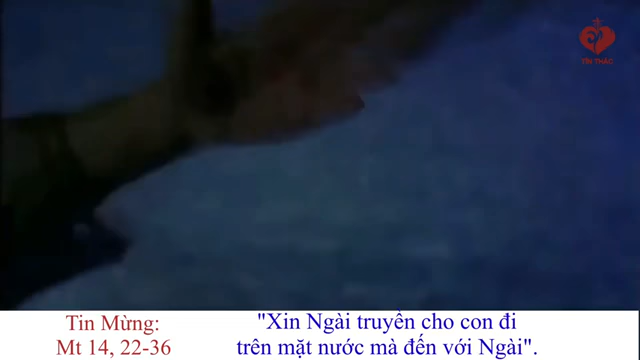 TÍN THÁC
Tin Mừng:
Mt 14, 22-36
"Xin Ngài truyền cho con đi
trên mặt nước mà đến với Ngài".